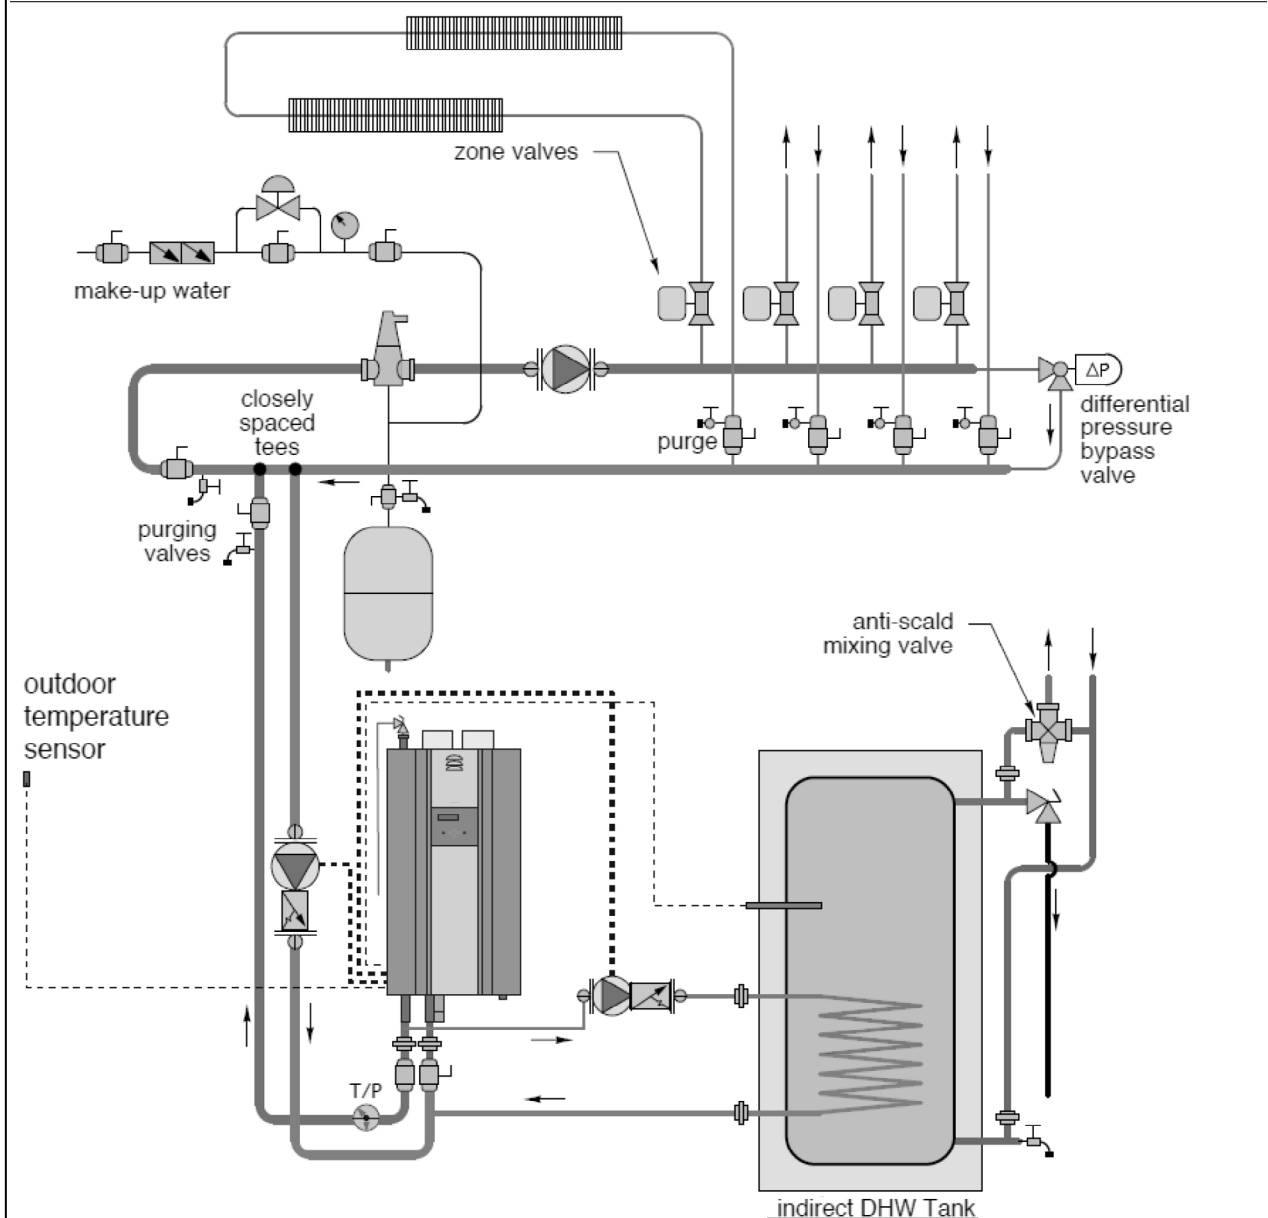 zone valves
make-up water
closely
spaced
tees
ΔP
differential
pressure
bypass
valve
purge
purging
valves
anti-scald
mixing valve
outdoor
temperature
sensor
T/P
indirect DHW Tank